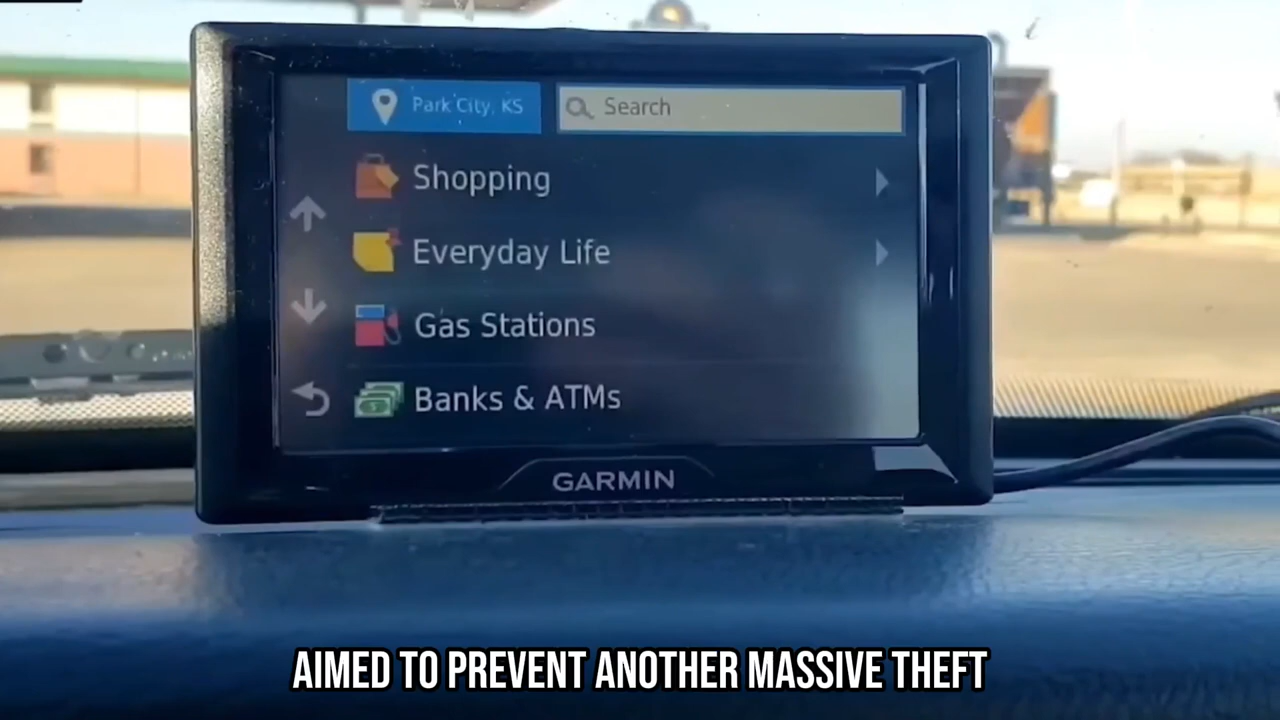 Park City, KS
Search
Shopping
Everyday Life
Gas Stations
Banks & ATMs
GARMIN
AIMED TO PREVENT ANOTHER MASSIVE THEFT